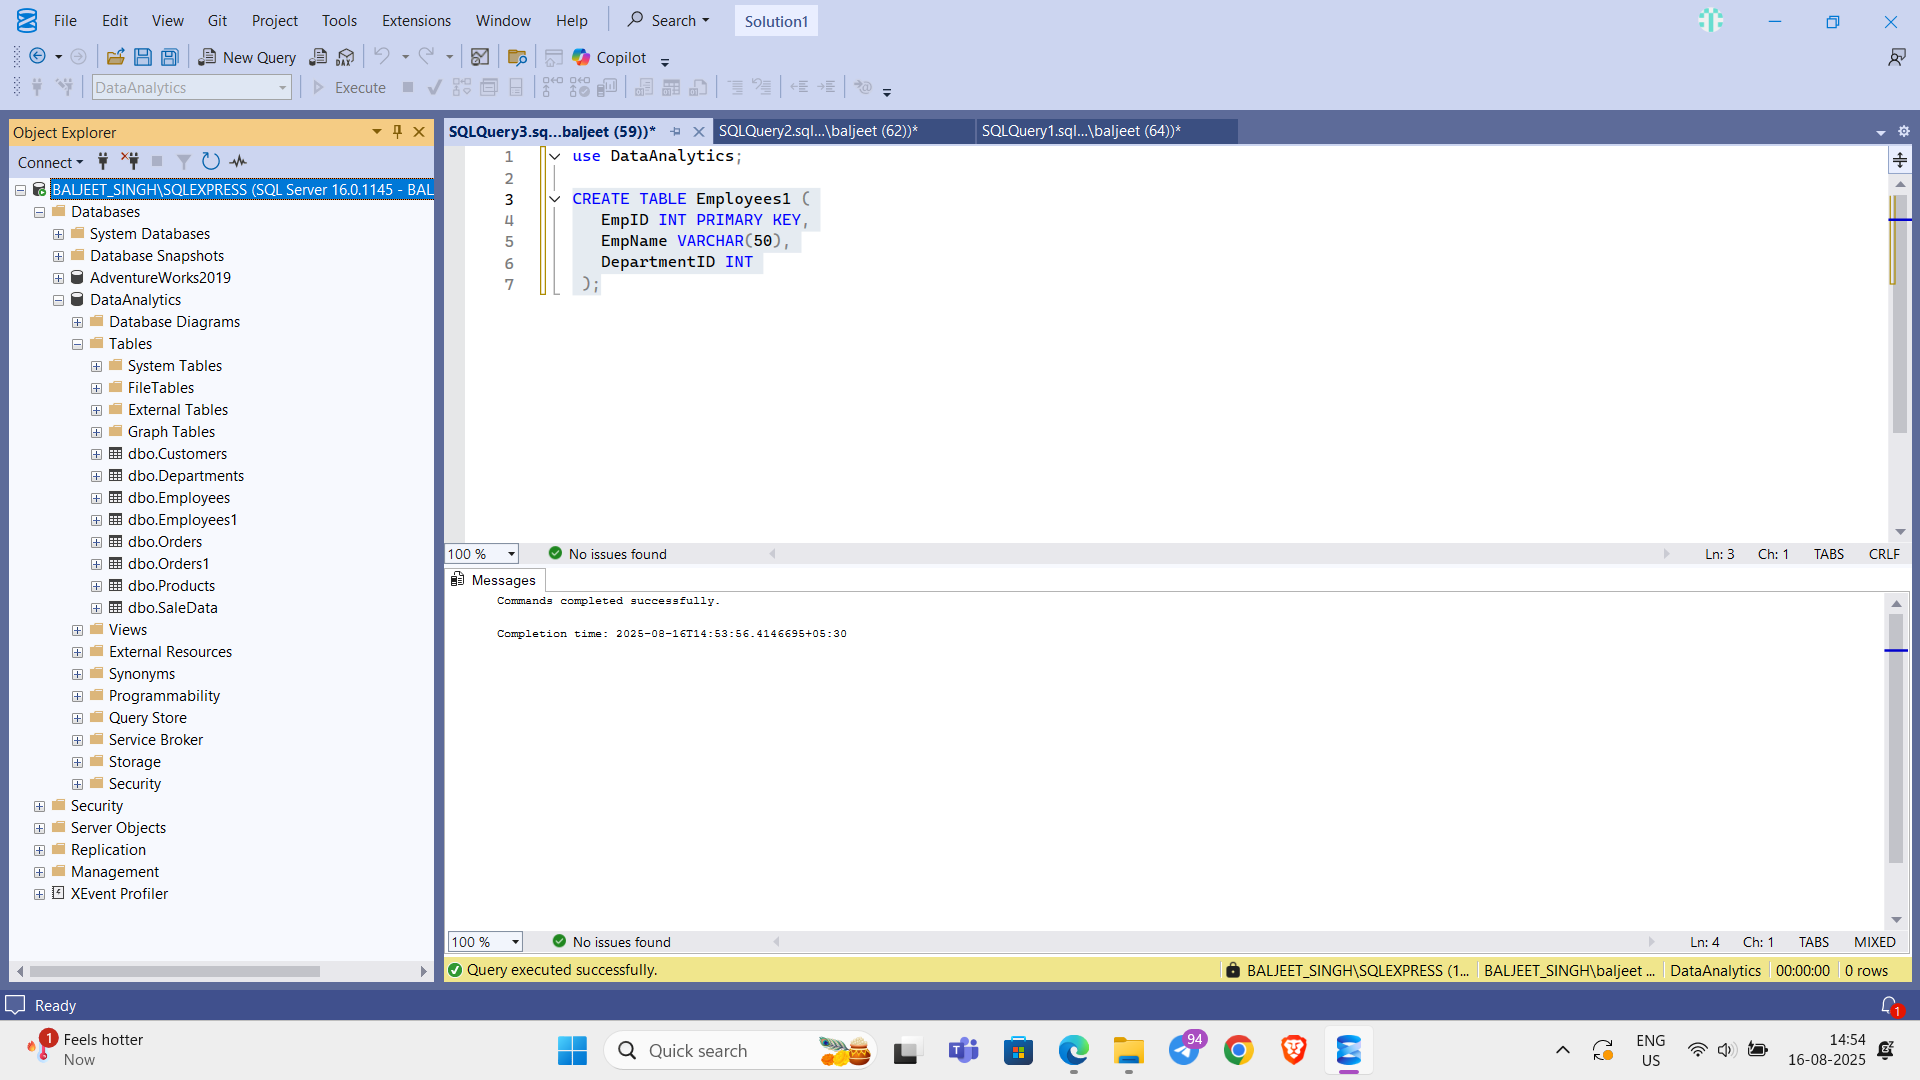 File Edit View Git Project Tools Extensions Window Help Search Solution1
New Query DAX Copilot
DataAnalytics Execute
Object Explorer
Connect
BALJEET_SINGH\SQLEXPRESS (SQL Server 16.0.1145 - BAL
Databases
System Databases
Database Snapshots
AdventureWorks2019
DataAnalytics
Database Diagrams
Tables
System Tables
FileTables
External Tables
Graph Tables
dbo.Customers
dbo.Departments
dbo.Employees
dbo.Employees1
dbo.Orders
dbo.Orders1
dbo.Products
dbo.SaleData
Views
External Resources
Synonyms
Programmability
Query Store
Service Broker
Storage
Security
Security
Server Objects
Replication
Management
XEvent Profiler
SQLQuery3.sq...baljeet (59))* SQLQuery2.sql...\baljeet (62))* SQLQuery1.sql...\baljeet (64))*
1 use DataAnalytics;
2
3 CREATE TABLE Employees1 (
4 EmpID INT PRIMARY KEY,
5 EmpName VARCHAR(50),
6 DepartmentID INT
7 );
100 % No issues found Ln: 3 Ch: 1 TABS CRLF
Messages
Commands completed successfully.
Completion time: 2025-08-16T14:53:56.4146695+05:30
100 % No issues found Ln: 4 Ch: 1 TABS MIXED
Query executed successfully. BALJEET_SINGH\SQLEXPRESS (1... BALJEET_SINGH\baljeet ... DataAnalytics 00:00:00 0 rows
Ready 1
1 Feels hotter
Now
Quick search
94
ENG
US
14:54
16-08-2025